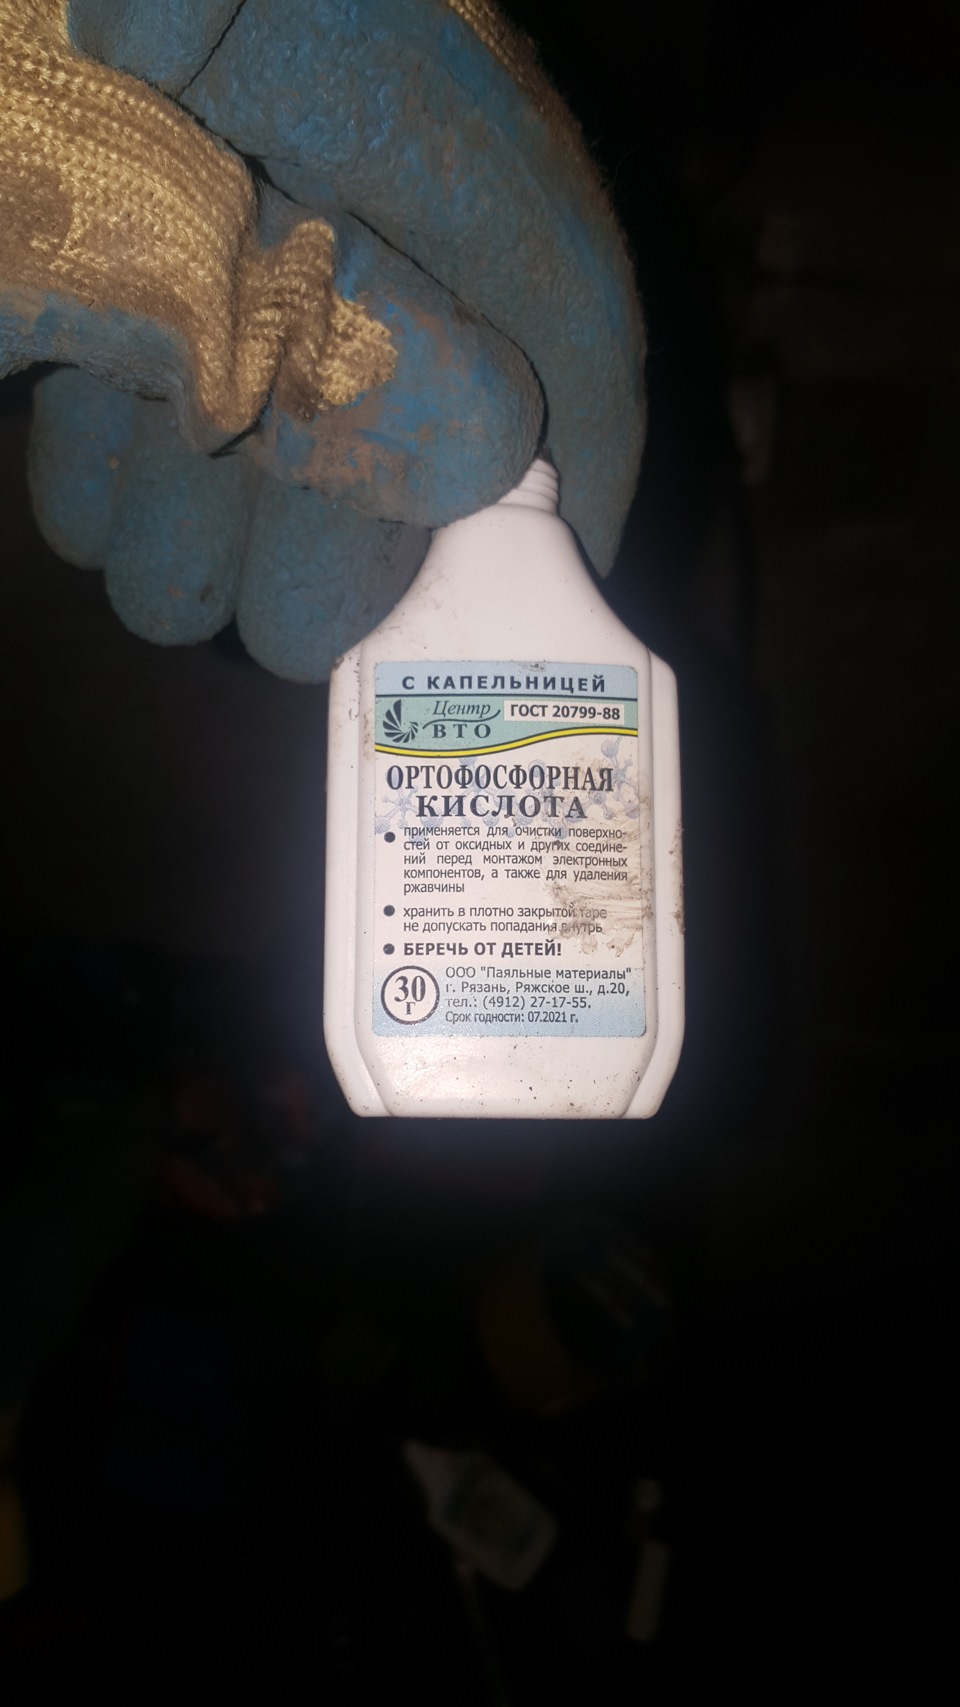 С КАПЕЛЬНИЦЕЙ
Центр
ВТО
ГОСТ 20799-88
ОРТОФОСФОРНАЯ
КИСЛОТА
● применяется для очистки поверхно-
стей от оксидных и других соедине-
ний перед монтажом электронных
компонентов, а также для удаления
ржавчины
● хранить в плотно закрытой таре
не допускать попадания внутрь
● БЕРЕЧЬ ОТ ДЕТЕЙ!
30
г
ООО "Паяльные материалы"
г. Рязань, Ряжское ш., д.20,
тел.: (4912) 27-17-55.
Срок годности: 07.2021 г.